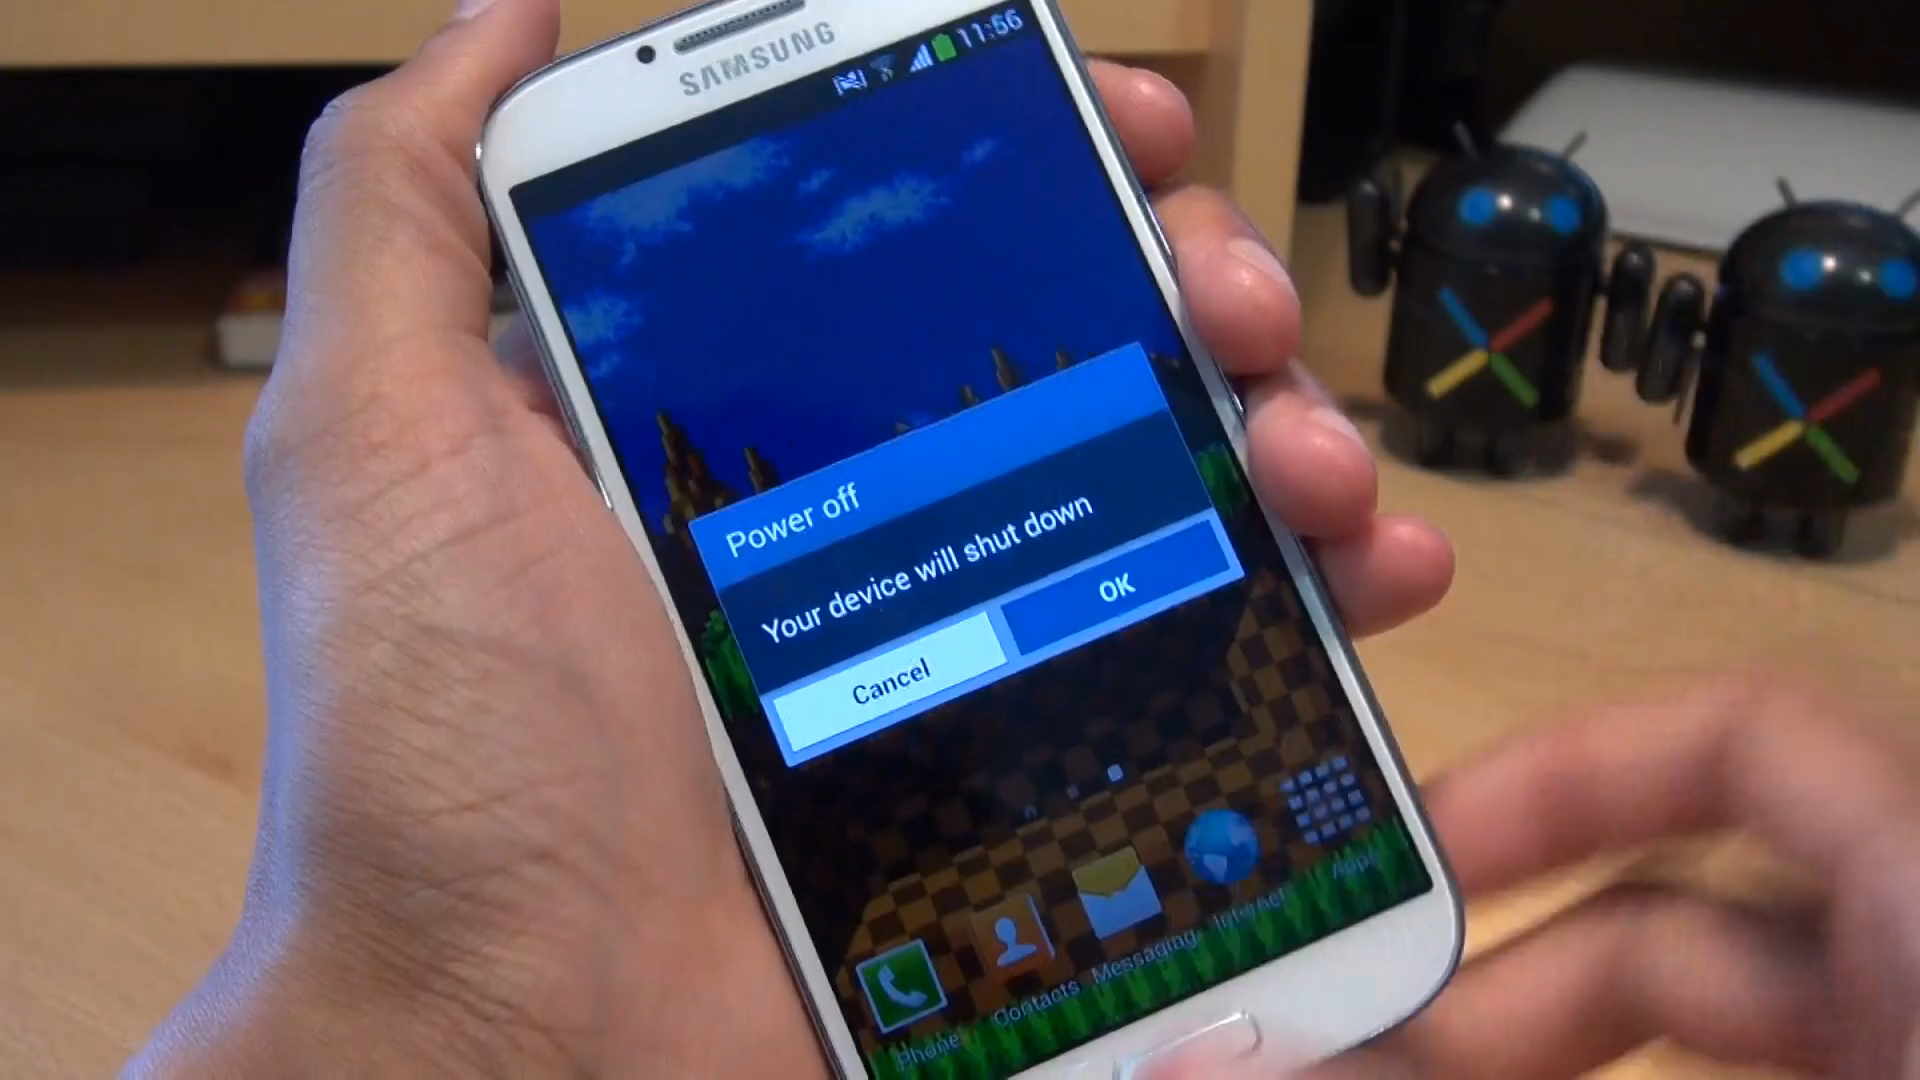 SAMSUNG
11:56
Power off
Your device will shut down
Cancel
OK
Phone
Contacts
Messaging
Internet
Apps